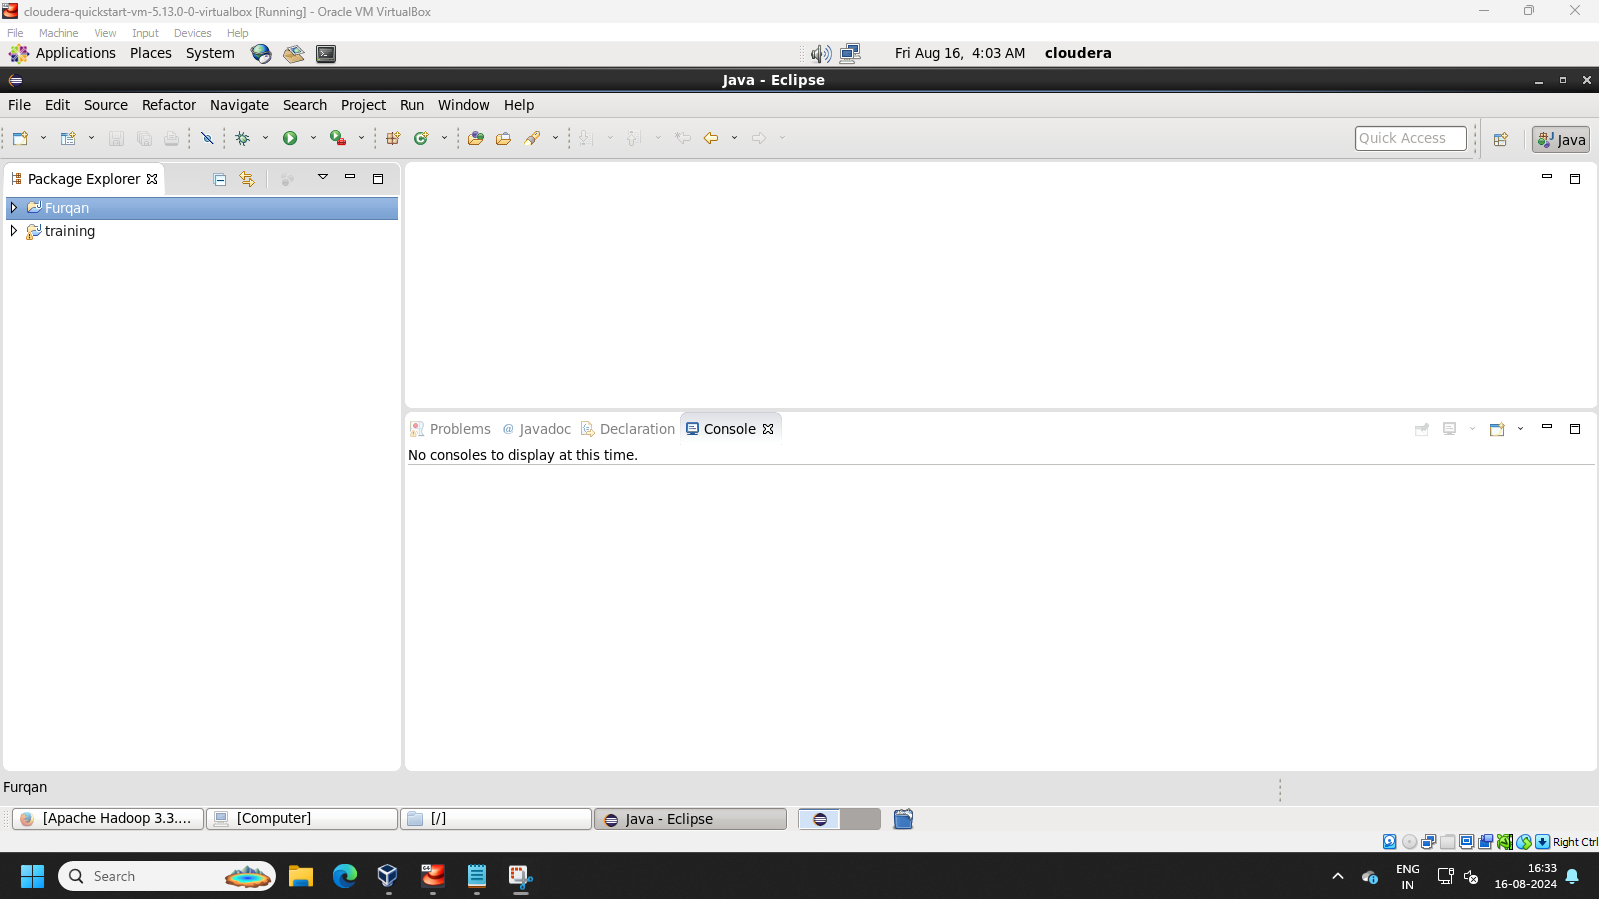 cloudera-quickstart-vm-5.13.0-0-virtualbox [Running] - Oracle VM VirtualBox
File Machine View Input Devices Help
Applications Places System Fri Aug 16, 4:03 AM cloudera
Java - Eclipse
File Edit Source Refactor Navigate Search Project Run Window Help
Quick Access Java
Package Explorer
Furqan
training
Problems @ Javadoc Declaration Console
No consoles to display at this time.
Furqan
[Apache Hadoop 3.3.... [Computer] [/] Java - Eclipse
Right Ctrl
Search ENG 16:33
IN 16-08-2024